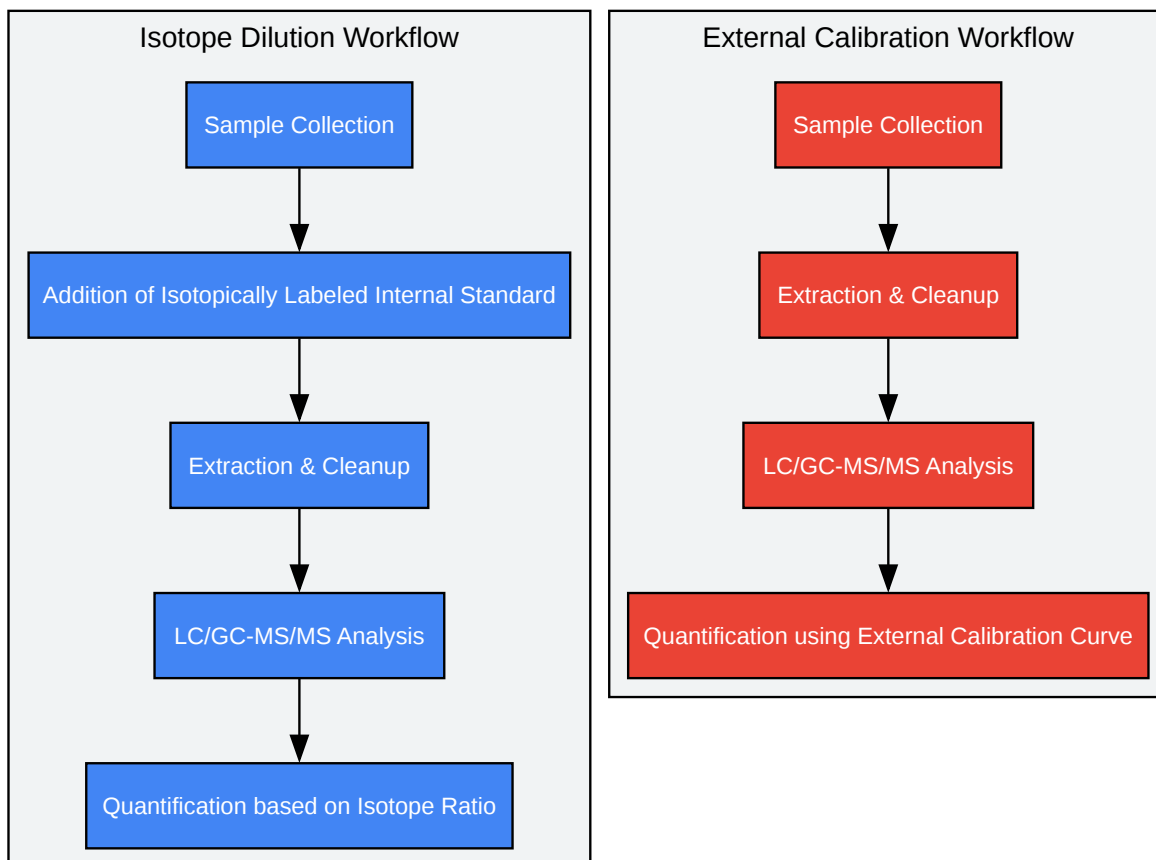 Isotope Dilution Workflow
Sample Collection
Addition of Isotopically Labeled Internal Standard
Extraction & Cleanup
LC/GC-MS/MS Analysis
Quantification based on Isotope Ratio
External Calibration Workflow
Sample Collection
Extraction & Cleanup
LC/GC-MS/MS Analysis
Quantification using External Calibration Curve